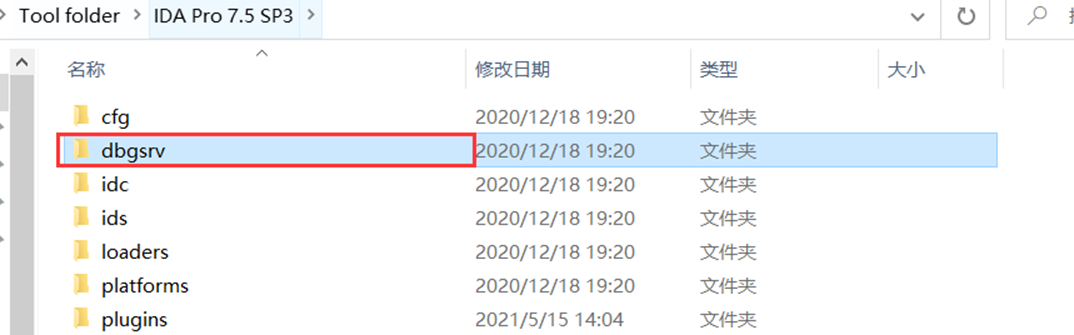 Tool folder > IDA Pro 7.5 SP3 >
名称 修改日期 类型 大小
cfg 2020/12/18 19:20 文件夹
dbgsrv 2020/12/18 19:20 文件夹
idc 2020/12/18 19:20 文件夹
ids 2020/12/18 19:20 文件夹
loaders 2020/12/18 19:20 文件夹
platforms 2020/12/18 19:20 文件夹
plugins 2021/5/15 14:04 文件夹